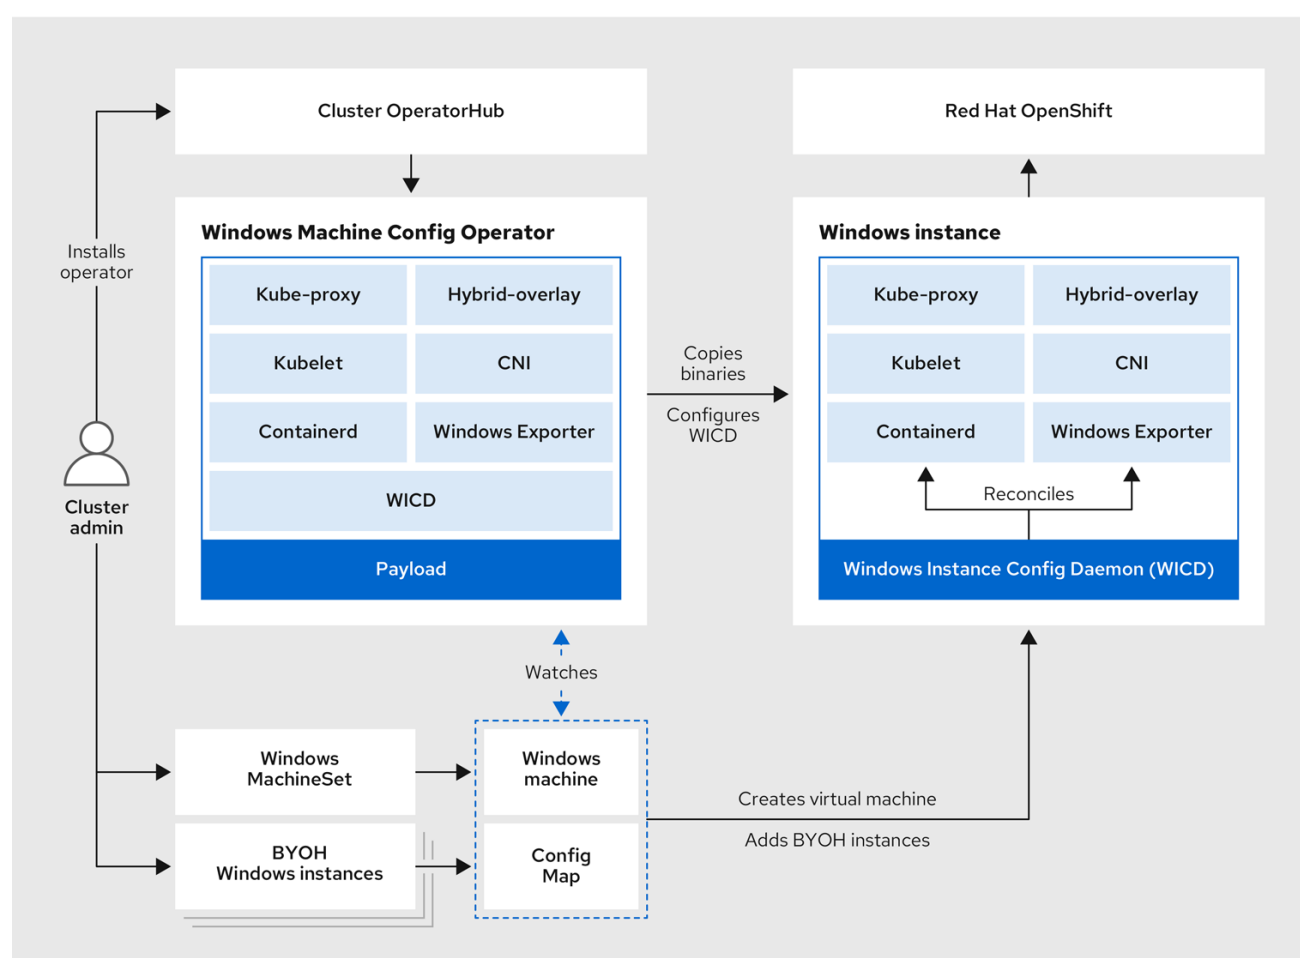 Cluster OperatorHub
Red Hat OpenShift
Installs
operator
Cluster
admin
Windows Machine Config Operator
Kube-proxy
Hybrid-overlay
Kubelet
CNI
Containerd
Windows Exporter
WICD
Payload
Copies
binaries
Configures
WICD
Windows instance
Kube-proxy
Hybrid-overlay
Kubelet
CNI
Containerd
Windows Exporter
Reconciles
Windows Instance Config Daemon (WICD)
Watches
Windows
MachineSet
Windows
machine
BYOH
Windows instances
Config
Map
Creates virtual machine
Adds BYOH instances